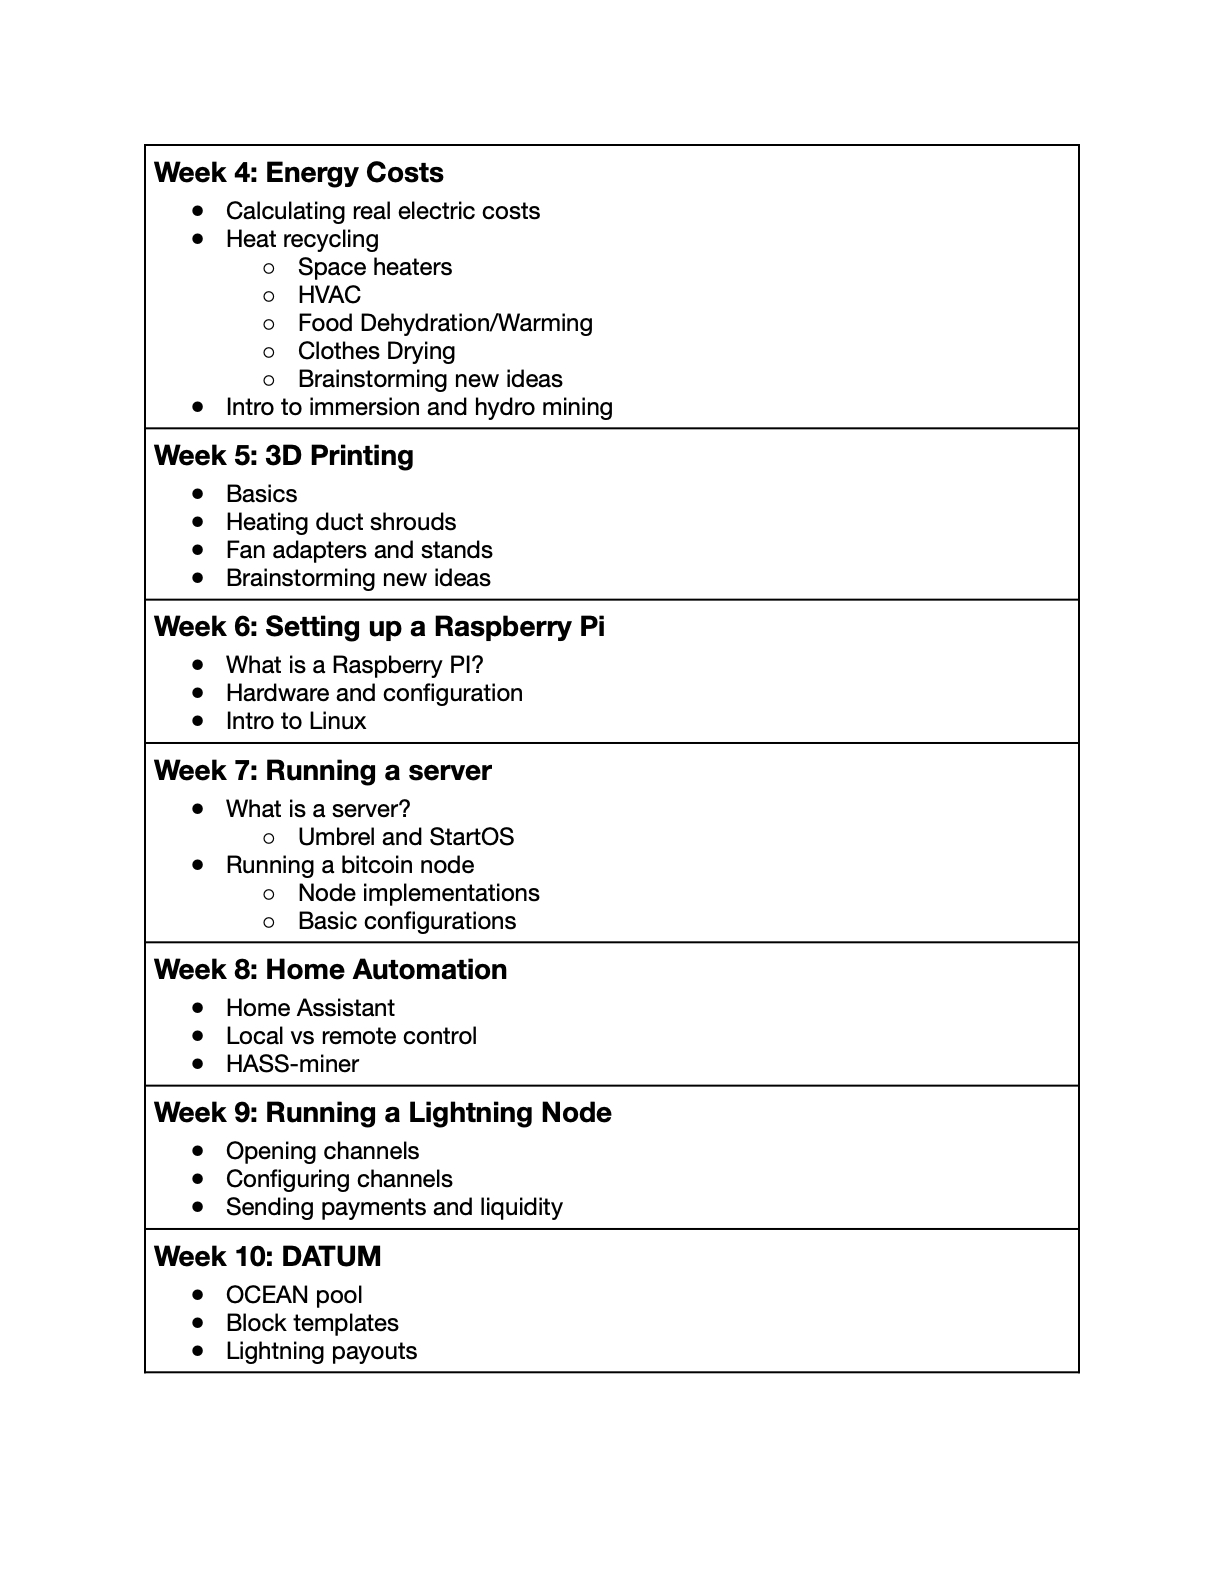 Week 4: Energy Costs
● Calculating real electric costs
● Heat recycling
○ Space heaters
○ HVAC
○ Food Dehydration/Warming
○ Clothes Drying
○ Brainstorming new ideas
● Intro to immersion and hydro mining
Week 5: 3D Printing
● Basics
● Heating duct shrouds
● Fan adapters and stands
● Brainstorming new ideas
Week 6: Setting up a Raspberry Pi
● What is a Raspberry PI?
● Hardware and configuration
● Intro to Linux
Week 7: Running a server
● What is a server?
○ Umbrel and StartOS
● Running a bitcoin node
○ Node implementations
○ Basic configurations
Week 8: Home Automation
● Home Assistant
● Local vs remote control
● HASS-miner
Week 9: Running a Lightning Node
● Opening channels
● Configuring channels
● Sending payments and liquidity
Week 10: DATUM
● OCEAN pool
● Block templates
● Lightning payouts